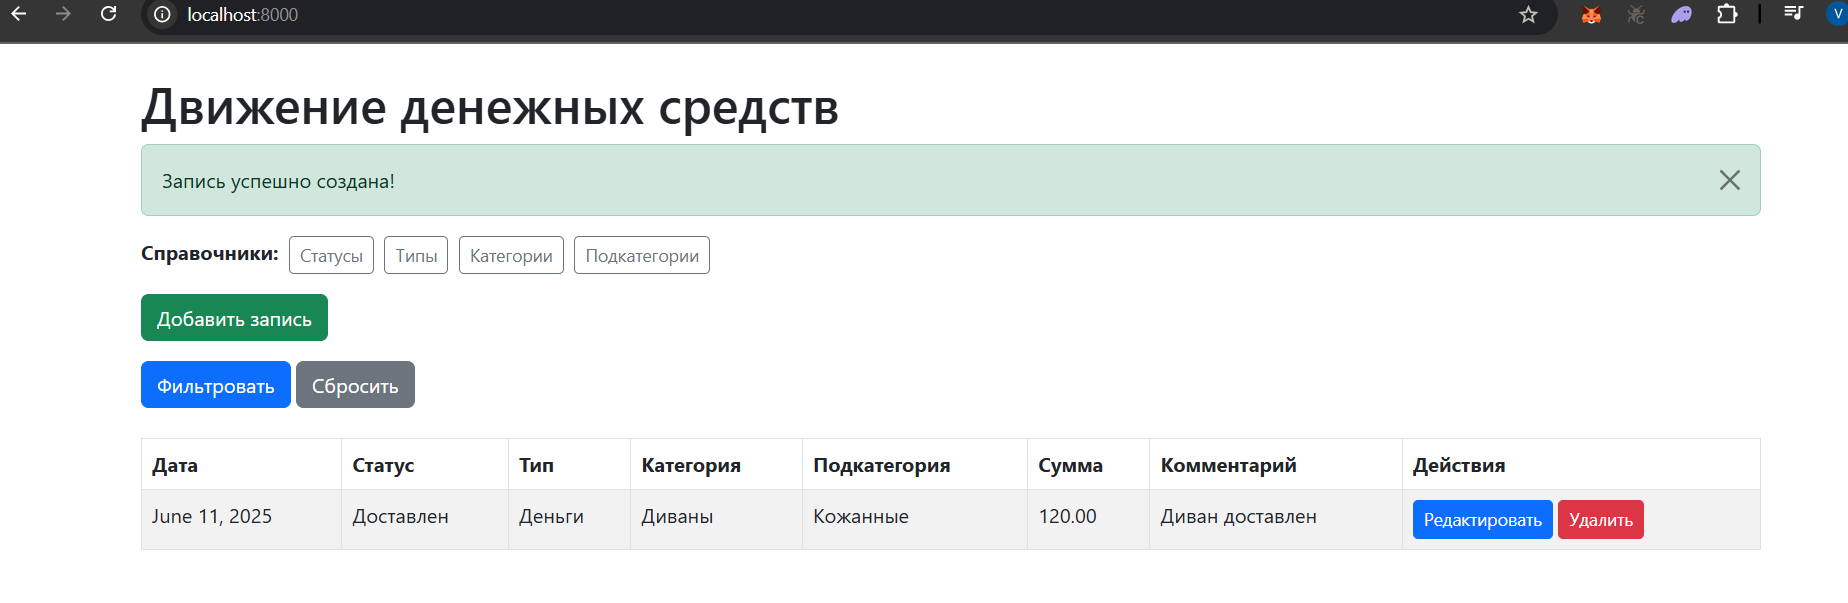 localhost:8000
V
Движение денежных средств
Запись успешно создана!
Справочники: Статусы Типы Категории Подкатегории
Добавить запись
Фильтровать Сбросить
Дата Статус Тип Категория Подкатегория Сумма Комментарий Действия
June 11, 2025 Доставлен Деньги Диваны Кожанные 120.00 Диван доставлен Редактировать Удалить